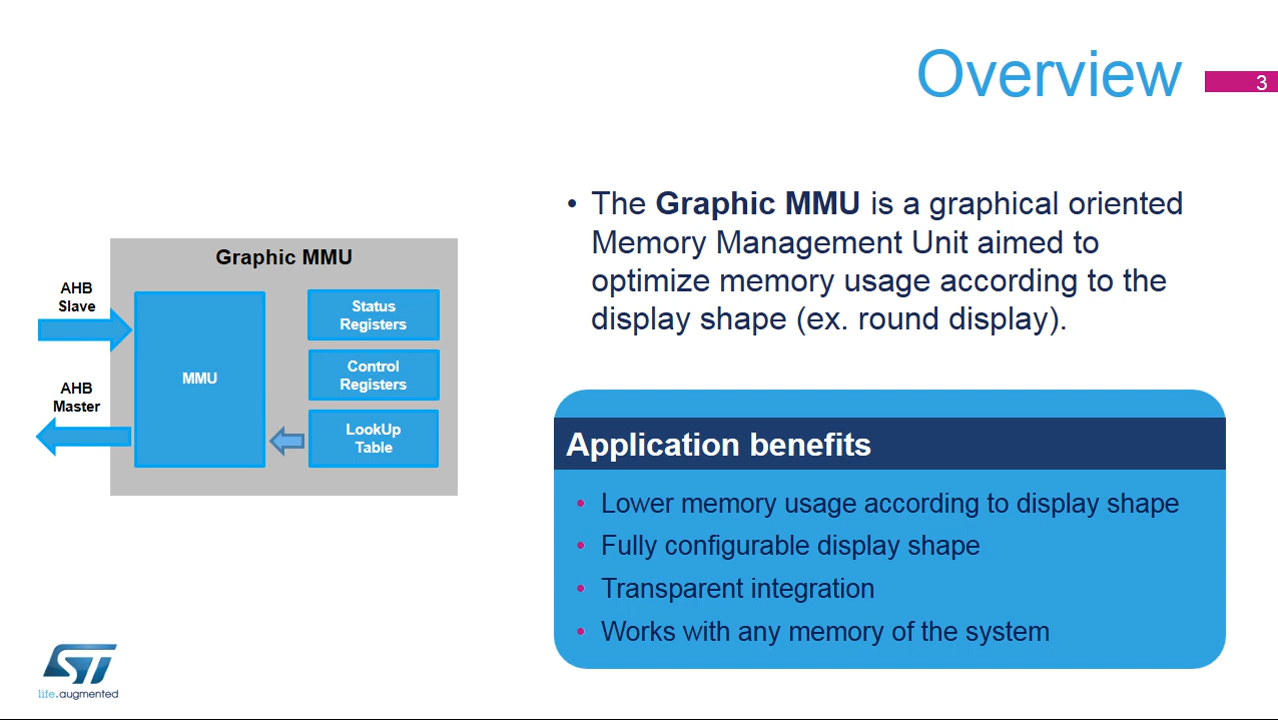 Overview
3
• The Graphic MMU is a graphical oriented
Memory Management Unit aimed to
optimize memory usage according to the
display shape (ex. round display).
Graphic MMU
AHB
Slave
AHB
Master
MMU
Status
Registers
Control
Registers
LookUp
Table
Application benefits
• Lower memory usage according to display shape
• Fully configurable display shape
• Transparent integration
• Works with any memory of the system
ST
life.augmented